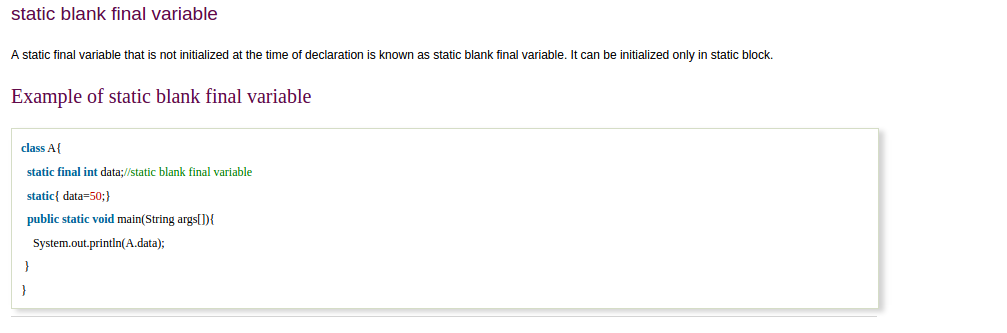 static blank final variable
A static final variable that is not initialized at the time of declaration is known as static blank final variable. It can be initialized only in static block.
Example of static blank final variable
class A{
static final int data;//static blank final variable
static{ data=50;}
public static void main(String args[]){
System.out.println(A.data);
}
}